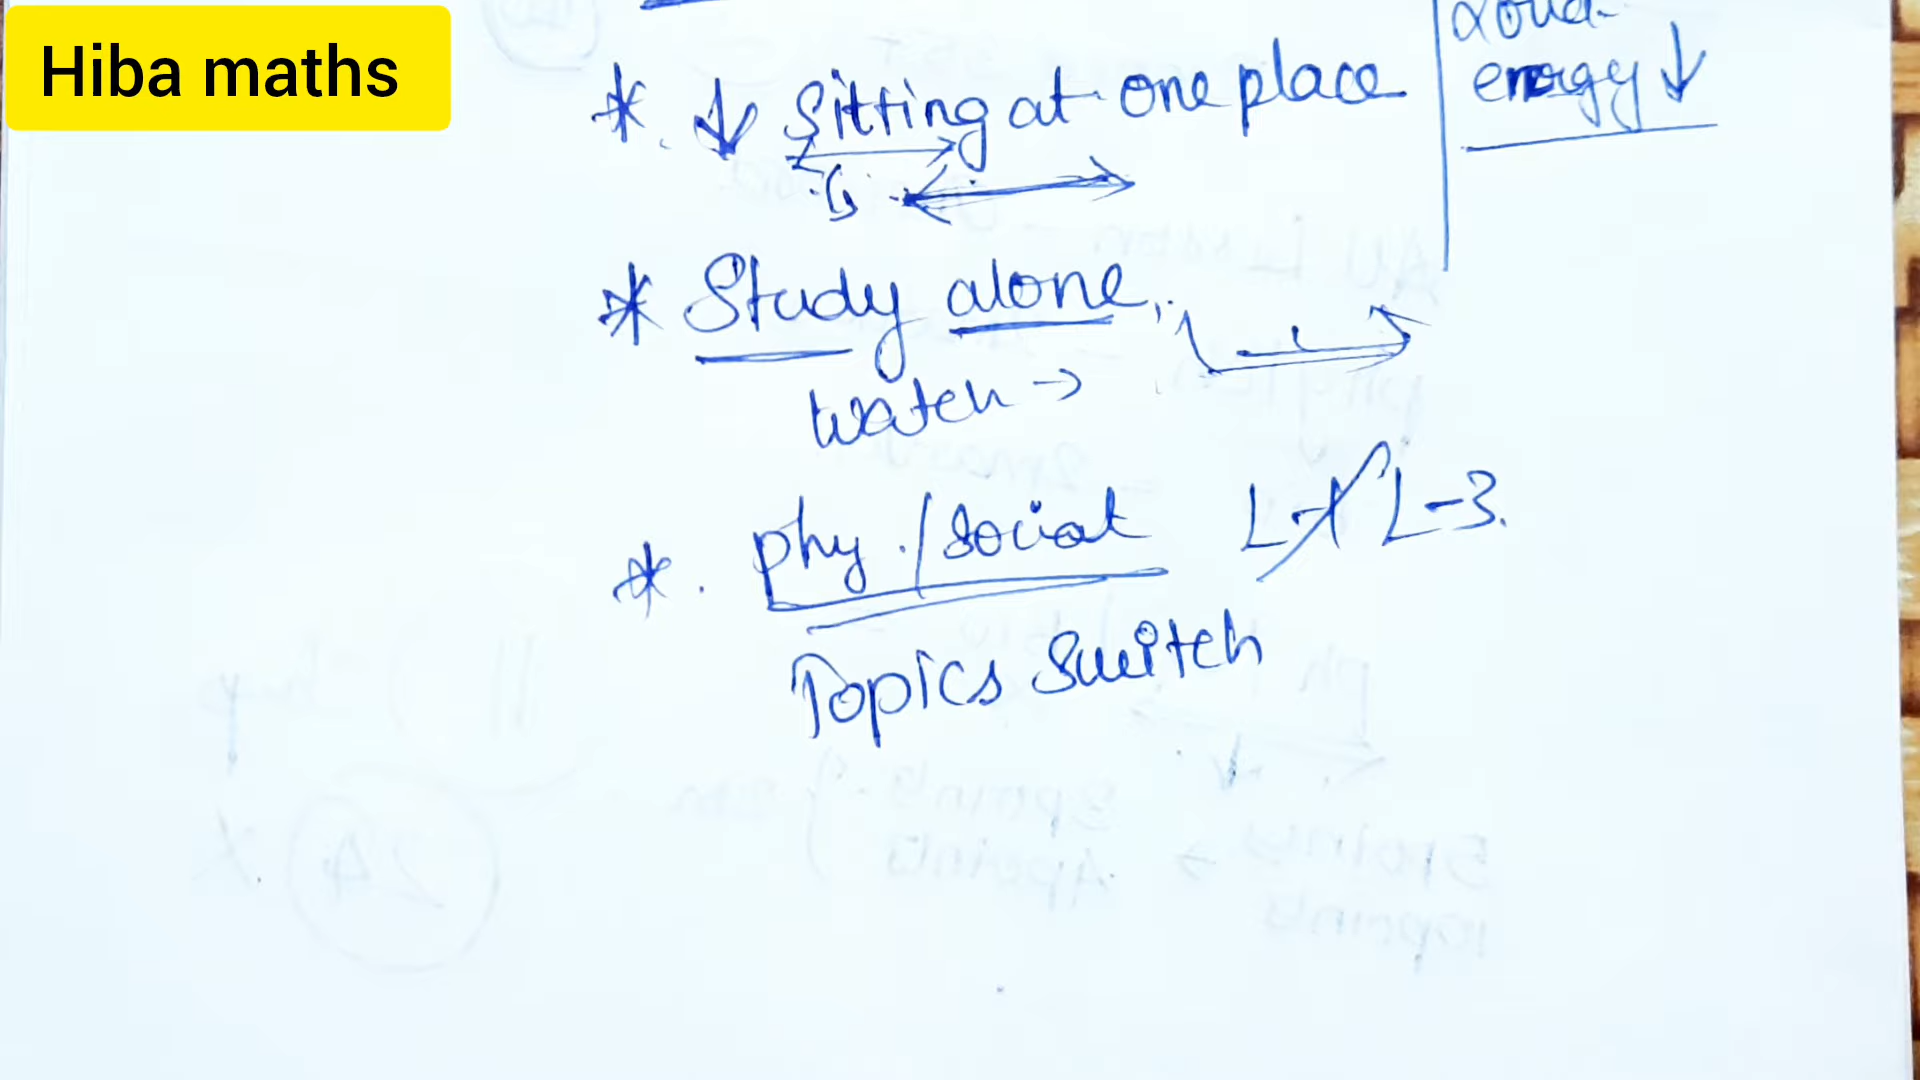 Hiba maths
energy ↓
* ↓ Sitting at one place
* Study alone,
watch →
* . phy. / Social L-1 L-3.
Topics Switch